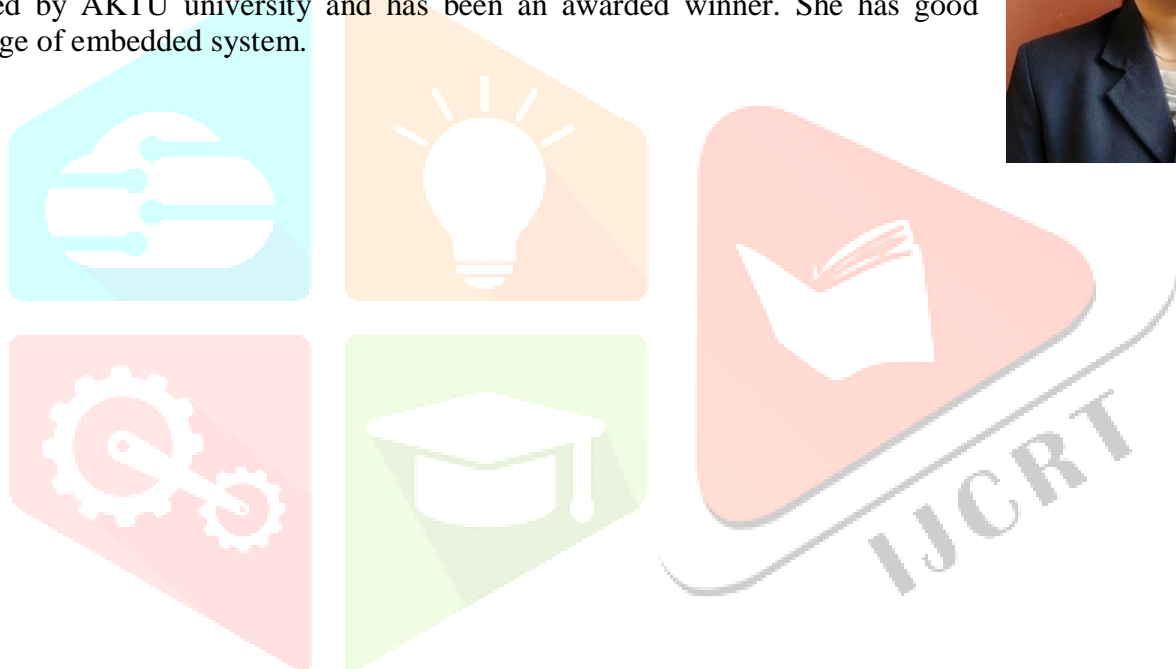 ed by AKTU university and has been an awarded winner. She has good
ge of embedded system.
IJCRT